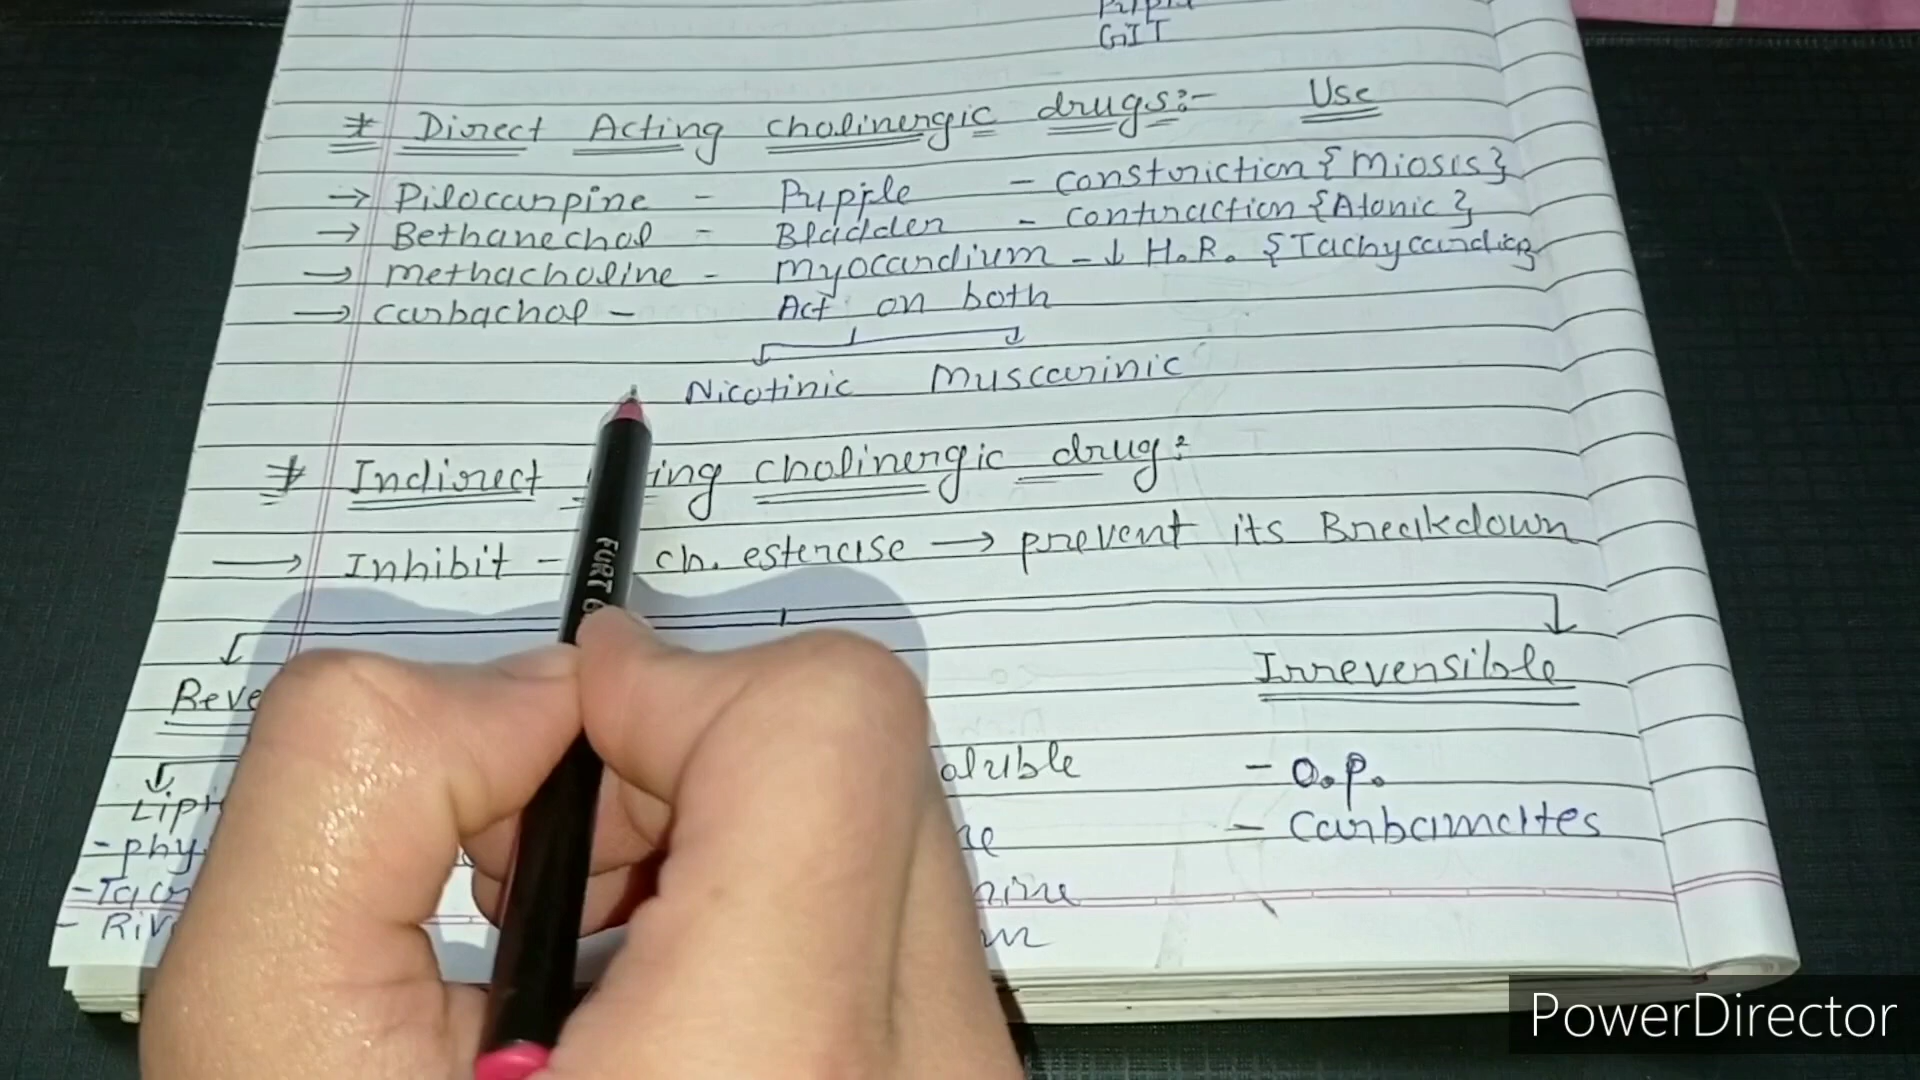 GIT
* Direct Acting cholinergic drugs:- Use
→ Pilocarpine - Pupple - constriction {Miosis}
→ Bethanechol - Bladder - contraction {Atonic}
→ Methacholine - Myocardium - ↓ H.R. {Tachycardia}
→ Carbachol - Act on both
Nicotinic Muscarinic
* Indirect cholinergic drug:
→ Inhibit - ch. esterase → prevent its Breakdown
Irreversible
- O.P.
- Carbamates
FURT
PowerDirector